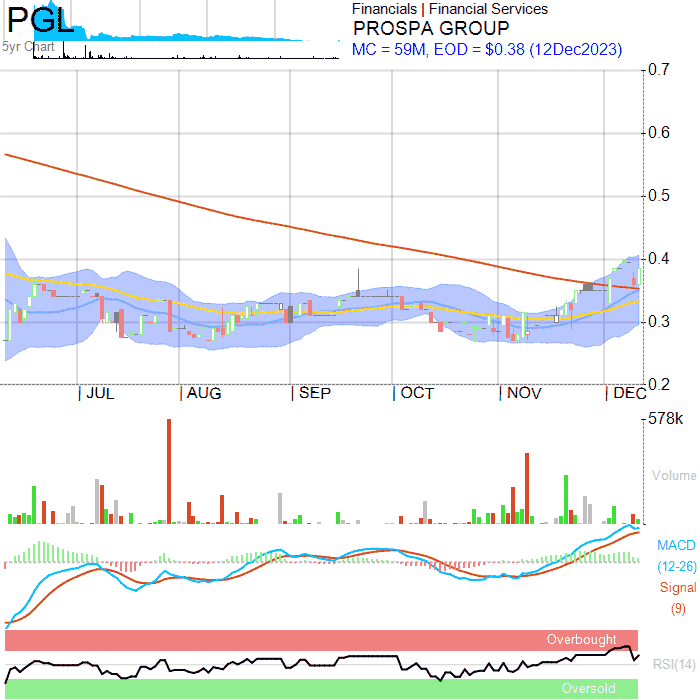 PGL
5yr Chart
Financials | Financial Services
PROSPA GROUP
MC = 59M, EOD = $0.38 (12Dec2023)
0.7
0.6
0.5
0.4
0.3
0.2
| JUL
| AUG
| SEP
| OCT
| NOV
| DEC
578k
Volume
MACD
(12-26)
Signal
(9)
Overbought
RSI(14)
Oversold